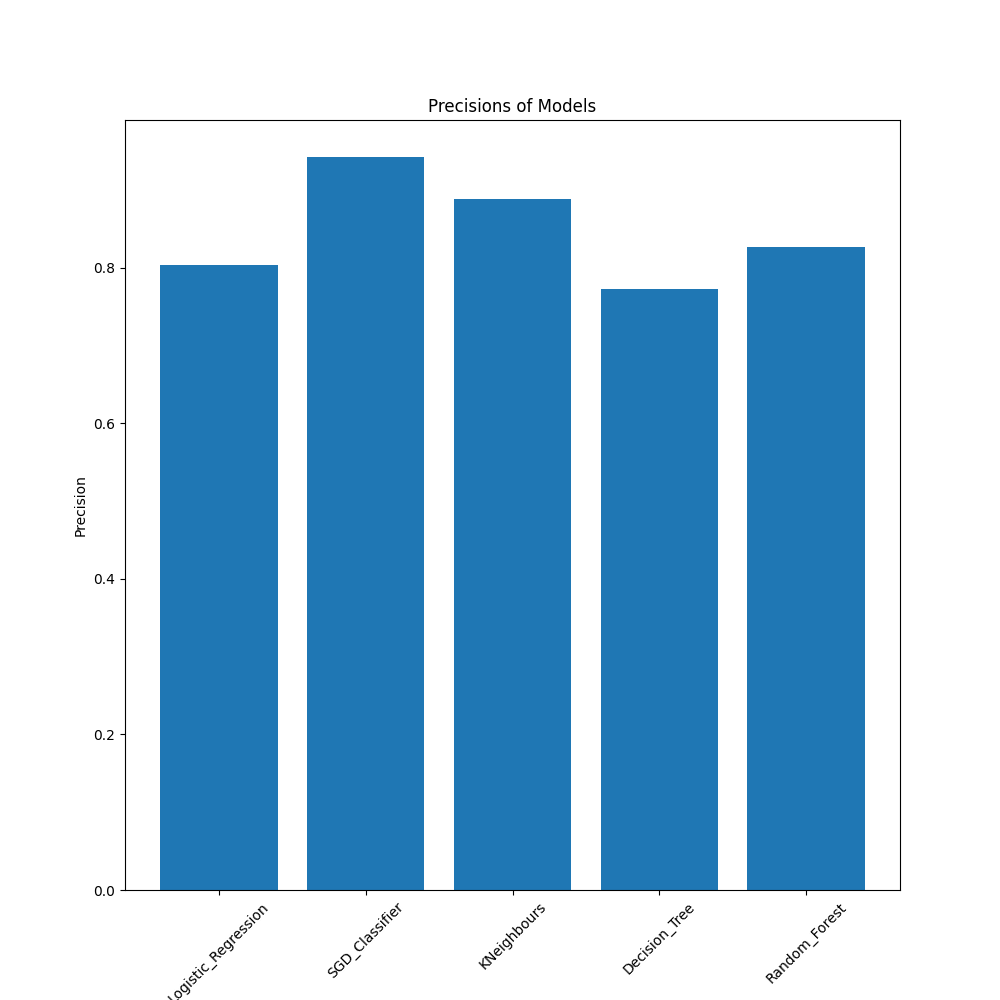 Precisions of Models
Precision
0.8
0.6
0.4
0.2
0.0
Logistic_Regression
SGD_Classifier
KNeighbours
Decision_Tree
Random_Forest